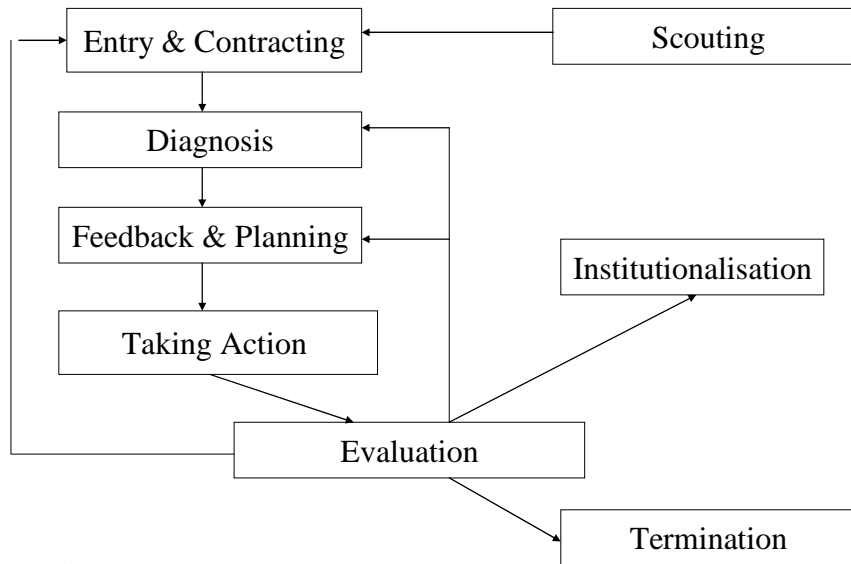 Entry & Contracting
Scouting
Diagnosis
Feedback & Planning
Institutionalisation
Taking Action
Evaluation
Termination